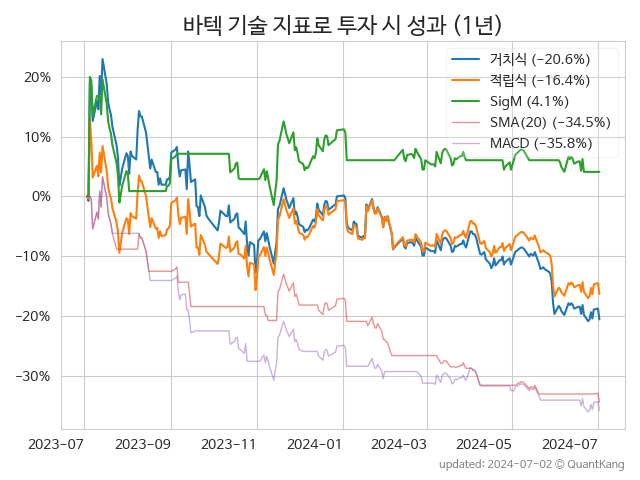 바텍 기술 지표로 투자 시 성과 (1년)
거치식 (−20.6%)
적립식 (−16.4%)
SigM (4.1%)
SMA(20) (−34.5%)
MACD (−35.8%)
20%
10%
0%
−10%
−20%
−30%
2023-07 2023-09 2023-11 2024-01 2024-03 2024-05 2024-07
updated: 2024-07-02 © QuantKang